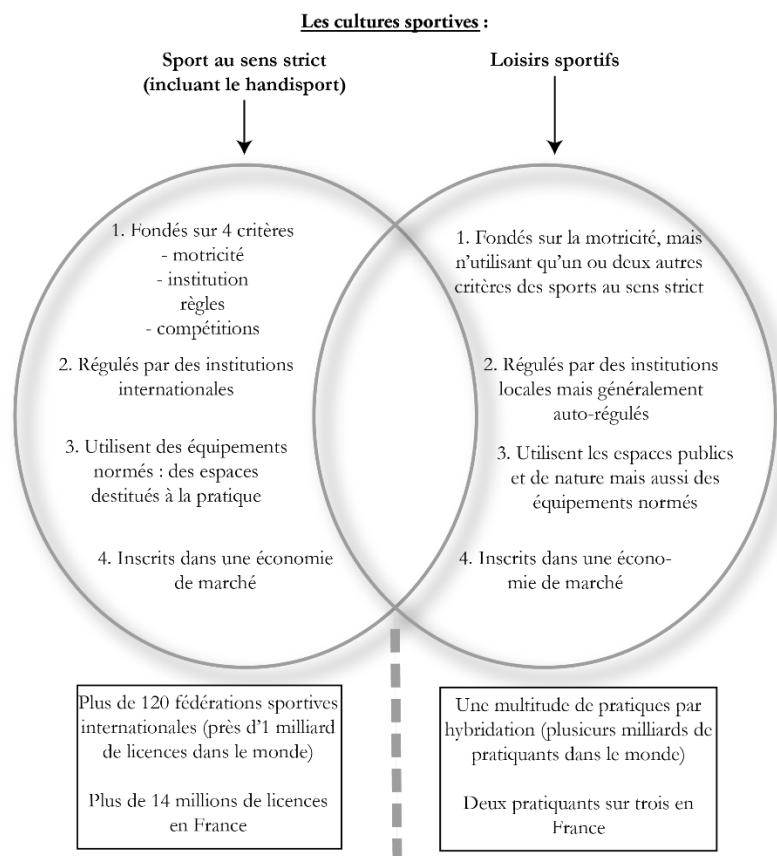 Les cultures sportives :
Sport au sens strict
(incluant le handisport)
Loisirs sportifs
1. Fondés sur 4 critères
- motricité
- institution
règles
- compétitions
2. Régulés par des institutions
internationales
3. Utilisent des équipements
normés : des espaces
destitués à la pratique
4. Inscrits dans une économie
de marché
1. Fondés sur la motricité, mais
n'utilisant qu'un ou deux autres
critères des sports au sens strict
2. Régulés par des institutions
locales mais généralement
auto-régulés
3. Utilisent les espaces publics
et de nature mais aussi des
équipements normés
4. Inscrits dans une écono-
mie de marché
Plus de 120 fédérations sportives
internationales (près d'1 milliard
de licences dans le monde)
Plus de 14 millions de licences
en France
Une multitude de pratiques par
hybridation (plusieurs milliards de
pratiquants dans le monde)
Deux pratiquants sur trois en
France